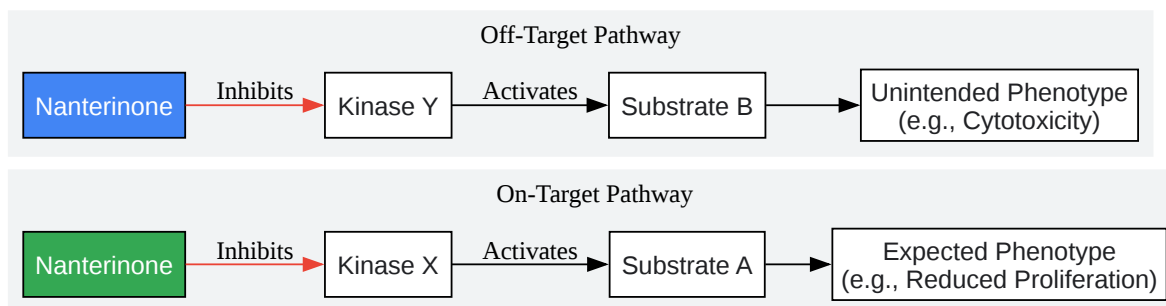 Off-Target Pathway
Nanterinone
Inhibits
Kinase Y
Activates
Substrate B
Unintended Phenotype
(e.g., Cytotoxicity)
On-Target Pathway
Nanterinone
Inhibits
Kinase X
Activates
Substrate A
Expected Phenotype
(e.g., Reduced Proliferation)